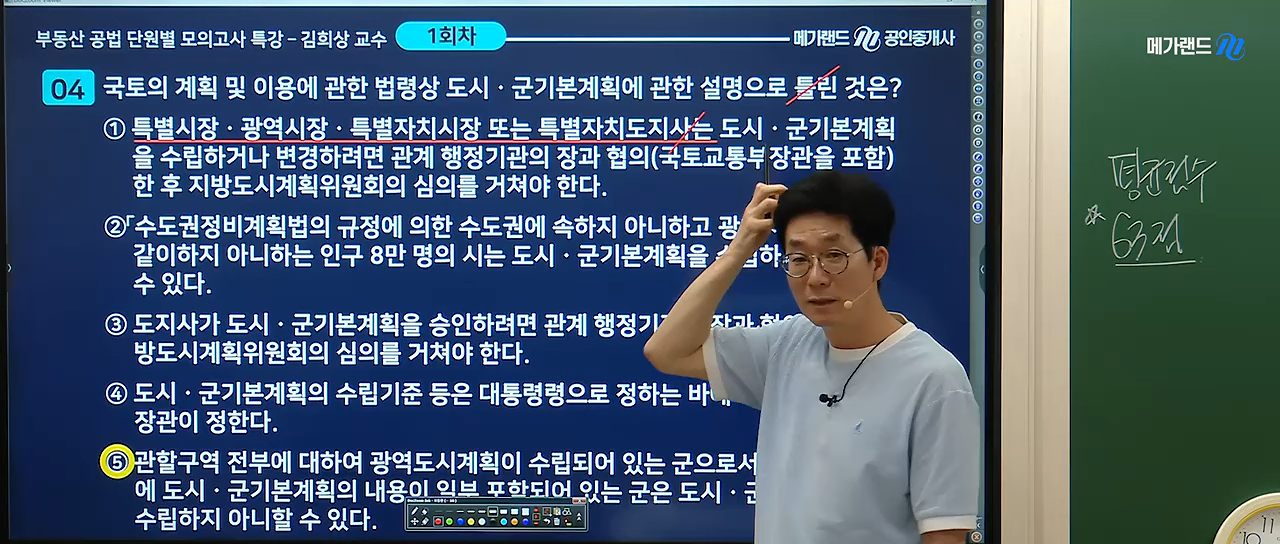 부동산 공법 단원별 모의고사 특강 – 김희상 교수
1회차
메가랜드 공인중개사
메가랜드
04 국토의 계획 및 이용에 관한 법령상 도시ㆍ군기본계획에 관한 설명으로 틀린 것은?
① 특별시장ㆍ광역시장ㆍ특별자치시장 또는 특별자치도지사는 도시ㆍ군기본계획
을 수립하거나 변경하려면 관계 행정기관의 장과 협의(국토교통부장관을 포함)
한 후 지방도시계획위원회의 심의를 거쳐야 한다.
②「수도권정비계획법의 규정에 의한 수도권에 속하지 아니하고 광
같이하지 아니하는 인구 8만 명의 시는 도시ㆍ군기본계획을
수 있다.
③ 도지사가 도시ㆍ군기본계획을 승인하려면 관계
방도시계획위원회의 심의를 거쳐야 한다.
④ 도시ㆍ군기본계획의 수립기준 등은 대통령령으로 정하는
장관이 정한다.
⑤ 관할구역 전부에 대하여 광역도시계획이 수립되어 있는 군으로서
에 도시ㆍ군기본계획의 내용이 일부 포함되어 있는 군은 도시ㆍ
수립하지 아니할 수 있다.
평균점수
63점
11
10